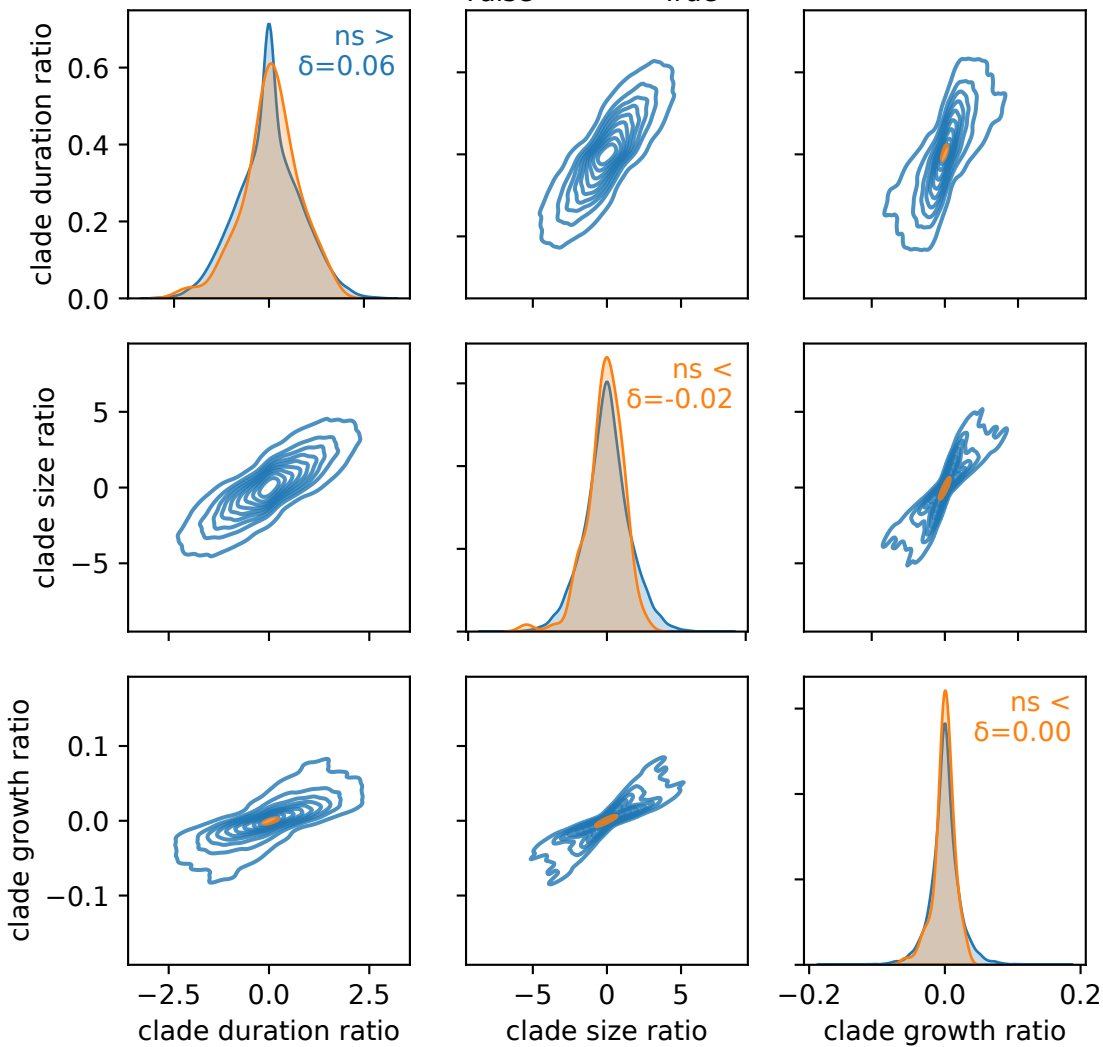 clade duration ratio
0.6
0.4
0.2
0.0
ns >
δ=0.06
clade size ratio
5
0
−5
ns <
δ=-0.02
clade growth ratio
0.1
0.0
−0.1
ns <
δ=0.00
−2.5 0.0 2.5
−5 0 5
−0.2 0.0 0.2
clade duration ratio
clade size ratio
clade growth ratio